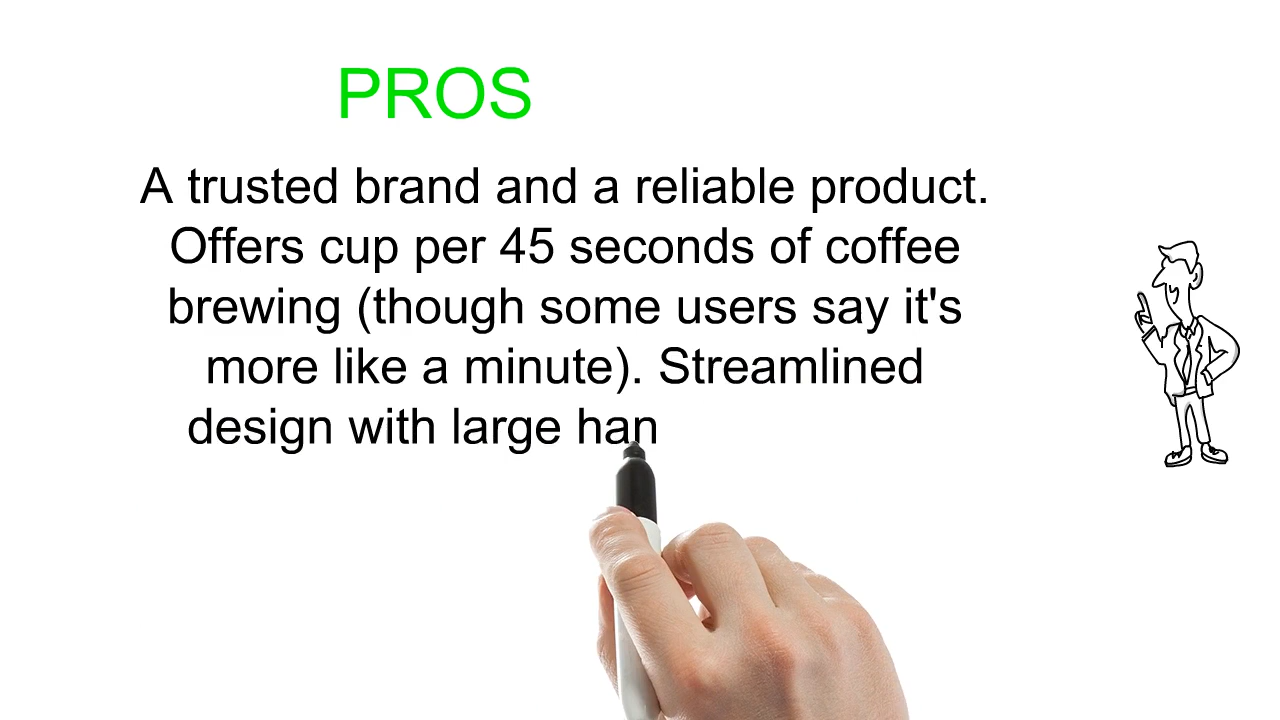 PROS
A trusted brand and a reliable product.
Offers cup per 45 seconds of coffee
brewing (though some users say it's
more like a minute). Streamlined
design with large han